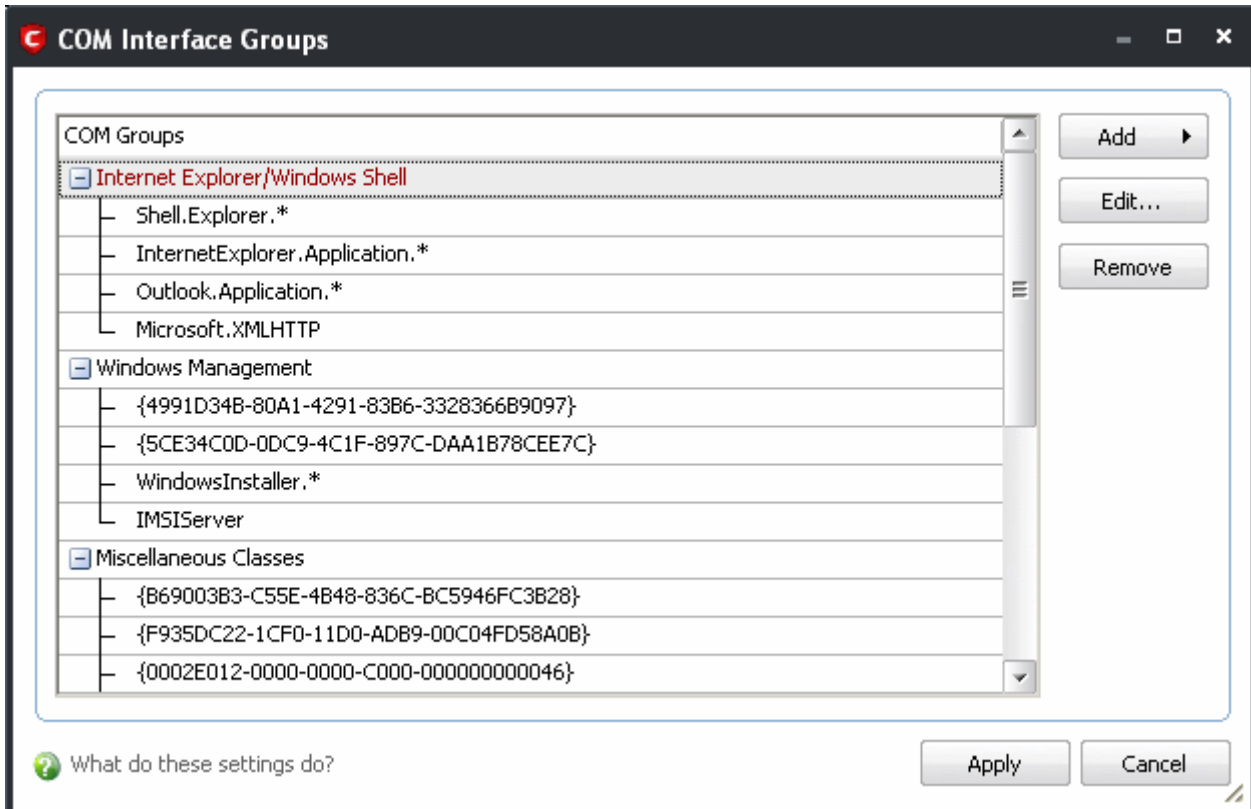 COM Interface Groups
COM Groups
Add
Internet Explorer/Windows Shell
Shell.Explorer.*
Edit...
InternetExplorer.Application.*
Remove
Outlook.Application.*
Microsoft.XMLHTTP
Windows Management
{4991D34B-80A1-4291-83B6-3328366B9097}
{5CE34C0D-0DC9-4C1F-897C-DAA1B78CEE7C}
WindowsInstaller.*
IMSIServer
Miscellaneous Classes
{B69003B3-C55E-4B48-836C-BC5946FC3B28}
{F935DC22-1CF0-11D0-ADB9-00C04FD58A0B}
{0002E012-0000-0000-C000-000000000046}
What do these settings do?
Apply
Cancel